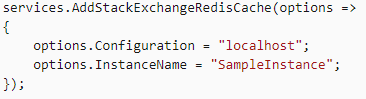 services.AddStackExchangeRedisCache(options =>
{
    options.Configuration = "localhost";
    options.InstanceName = "SampleInstance";
});